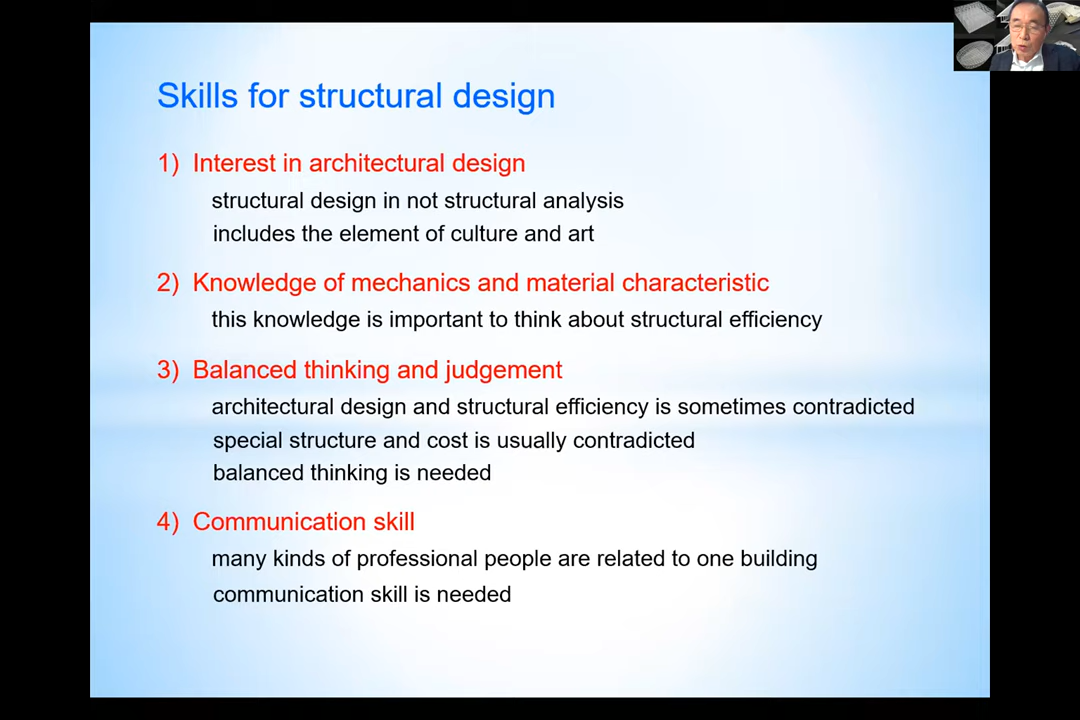 Skills for structural design
1) Interest in architectural design
structural design in not structural analysis
includes the element of culture and art
2) Knowledge of mechanics and material characteristic
this knowledge is important to think about structural efficiency
3) Balanced thinking and judgement
architectural design and structural efficiency is sometimes contradicted
special structure and cost is usually contradicted
balanced thinking is needed
4) Communication skill
many kinds of professional people are related to one building
communication skill is needed